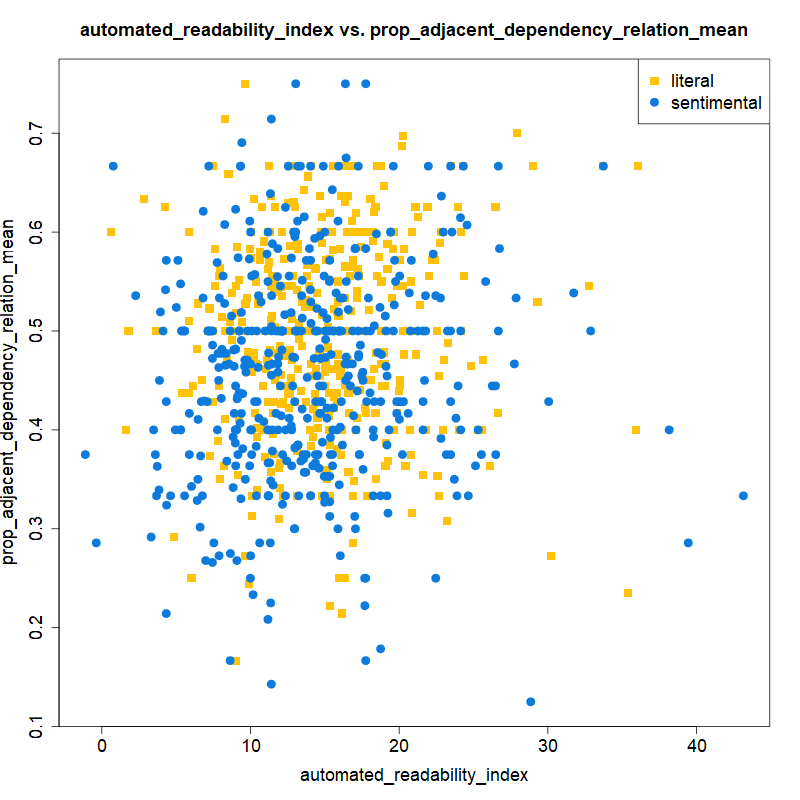 automated_readability_index vs. prop_adjacent_dependency_relation_mean
literal
sentimental
prop_adjacent_dependency_relation_mean
0.7
0.6
0.5
0.4
0.3
0.2
0.1
0
10
20
30
40
automated_readability_index